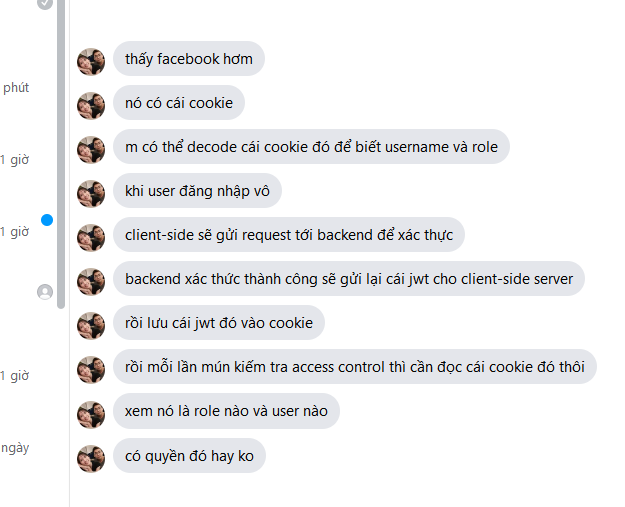 thấy facebook hơm
nó có cái cookie
phút
m có thể decode cái cookie đó để biết username và role
1 giờ
khi user đăng nhập vô
client-side sẽ gửi request tới backend để xác thực
1 giờ
backend xác thực thành công sẽ gửi lại cái jwt cho client-side server
rồi lưu cái jwt đó vào cookie
rồi mỗi lần mún kiếm tra access control thì cần đọc cái cookie đó thôi
1 giờ
xem nó là role nào và user nào
có quyền đó hay ko
ngày